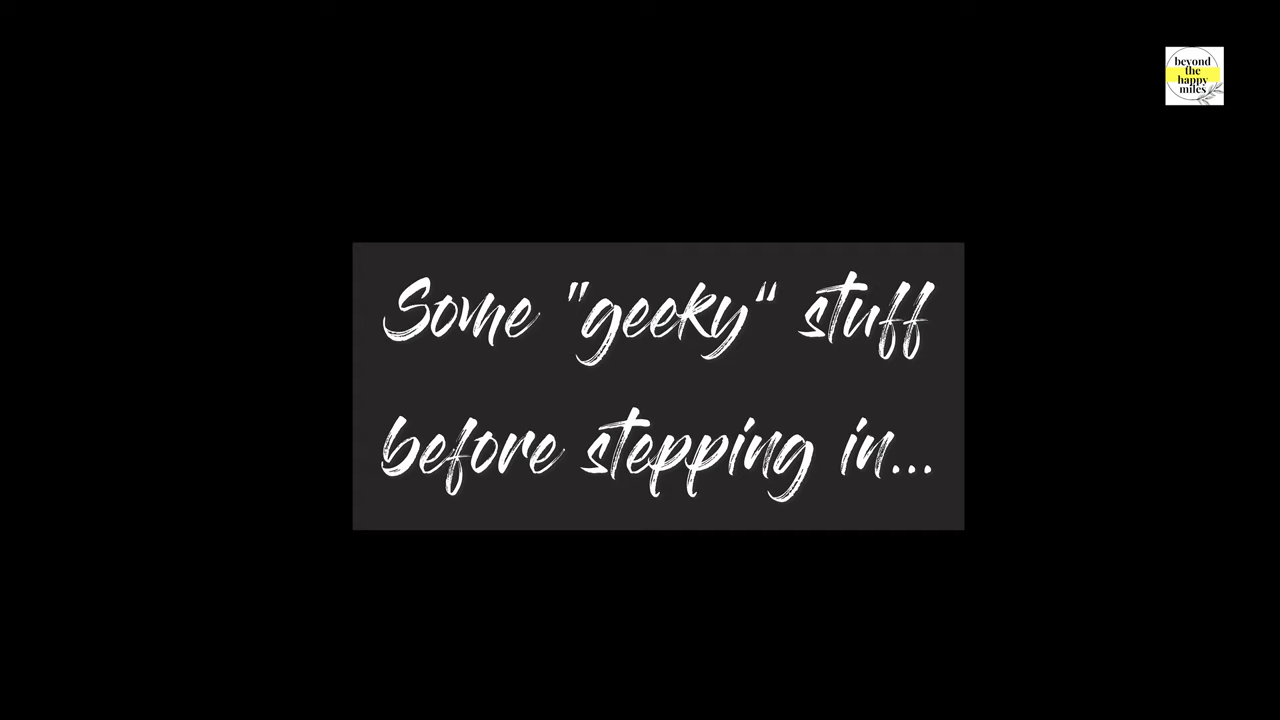 beyond
the
happy
miles
Some "geeky" stuff
before stepping in...